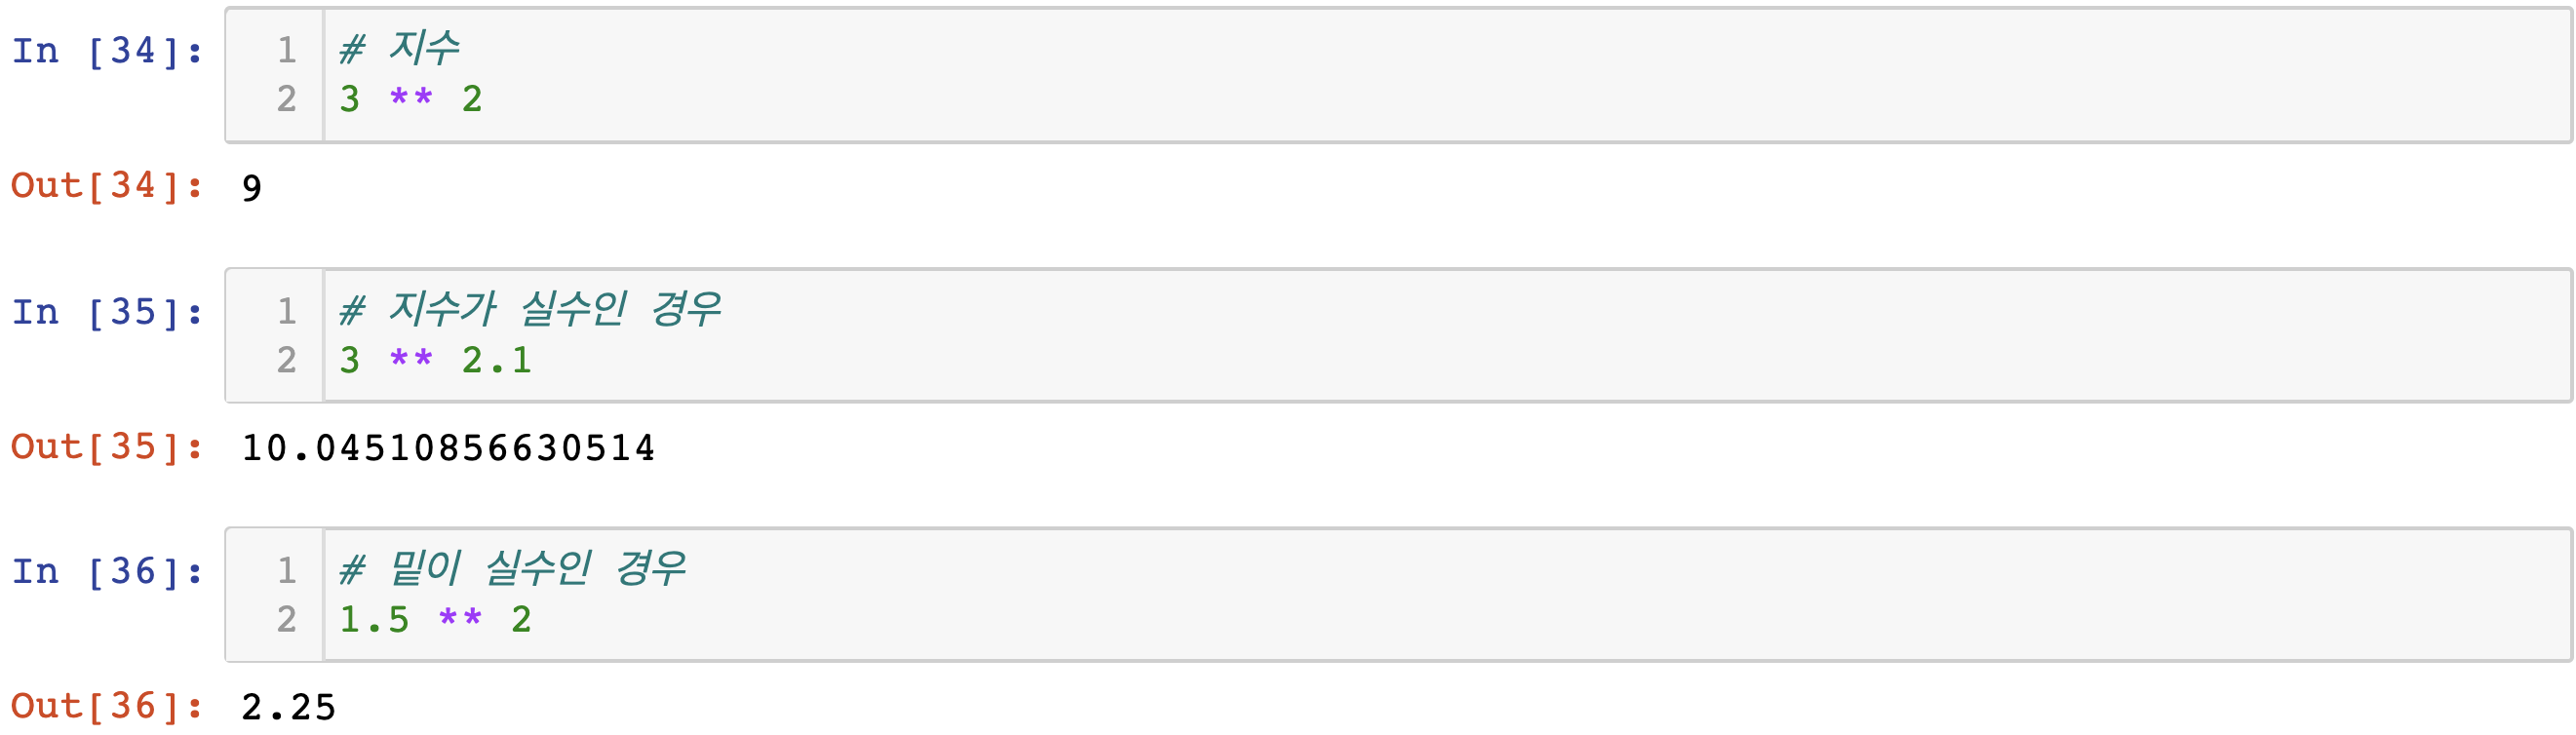 In [34]: 1 # 지수
2 3 ** 2
Out[34]: 9
In [35]: 1 # 지수가 실수인 경우
2 3 ** 2.1
Out[35]: 10.04510856630514
In [36]: 1 # 밑이 실수인 경우
2 1.5 ** 2
Out[36]: 2.25